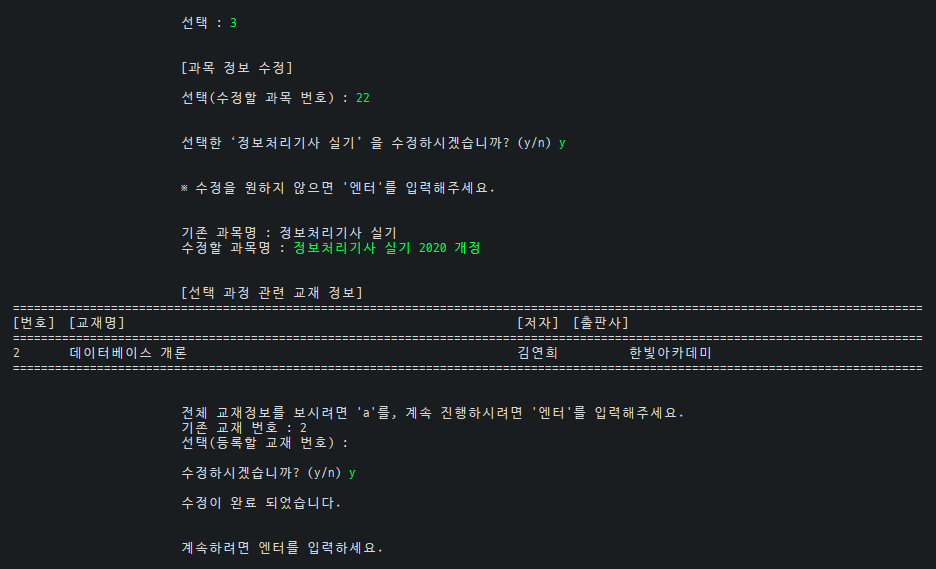 선택 : 3
[과목 정보 수정]
선택(수정할 과목 번호) : 22
선택한 ‘정보처리기사 실기’ 을 수정하시겠습니까? (y/n) y
※ 수정을 원하지 않으면 '엔터'를 입력해주세요.
기존 과목명 : 정보처리기사 실기
수정할 과목명 : 정보처리기사 실기 2020 개정
[선택 과정 관련 교재 정보]
==================================================================================================================================
[번호] [교재명] [저자] [출판사]
==================================================================================================================================
2 데이터베이스 개론 김연희 한빛아카데미
==================================================================================================================================
전체 교재정보를 보시려면 'a'를, 계속 진행하시려면 '엔터'를 입력해주세요.
기존 교재 번호 : 2
선택(등록할 교재 번호) :
수정하시겠습니까? (y/n) y
수정이 완료 되었습니다.
계속하려면 엔터를 입력하세요.